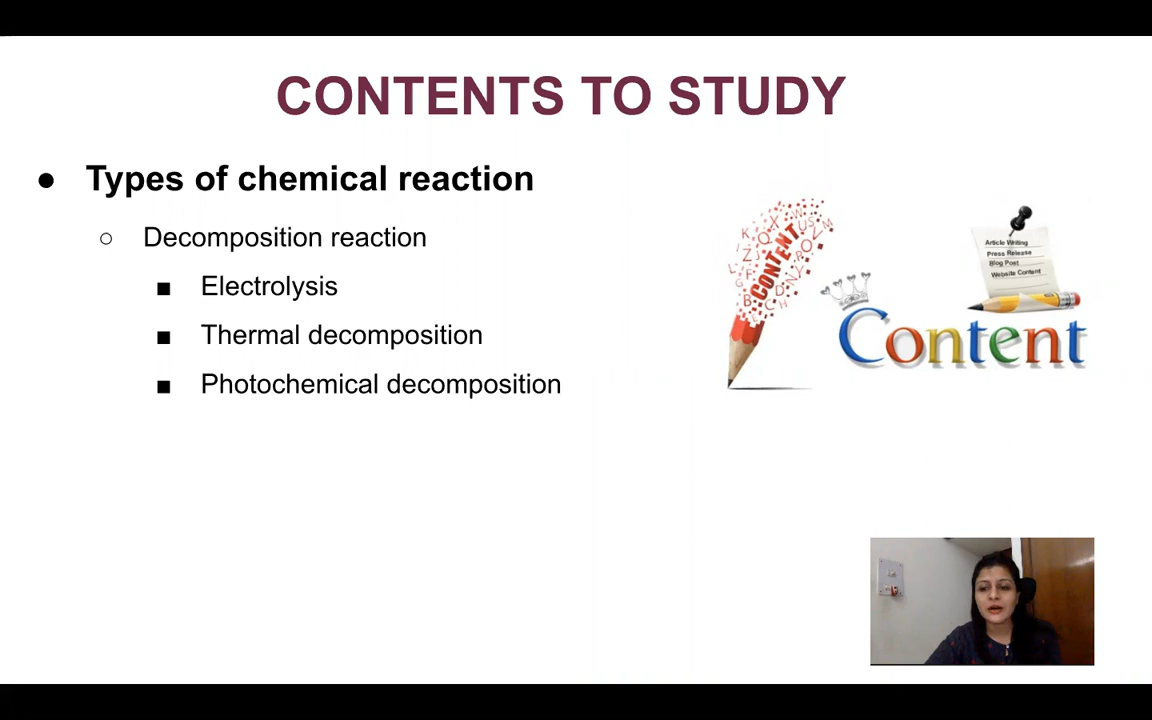 CONTENTS TO STUDY
● Types of chemical reaction
○ Decomposition reaction
■ Electrolysis
■ Thermal decomposition
■ Photochemical decomposition
CONTENT
Article Writing
Press Release
Blog Post
Website Content
Content